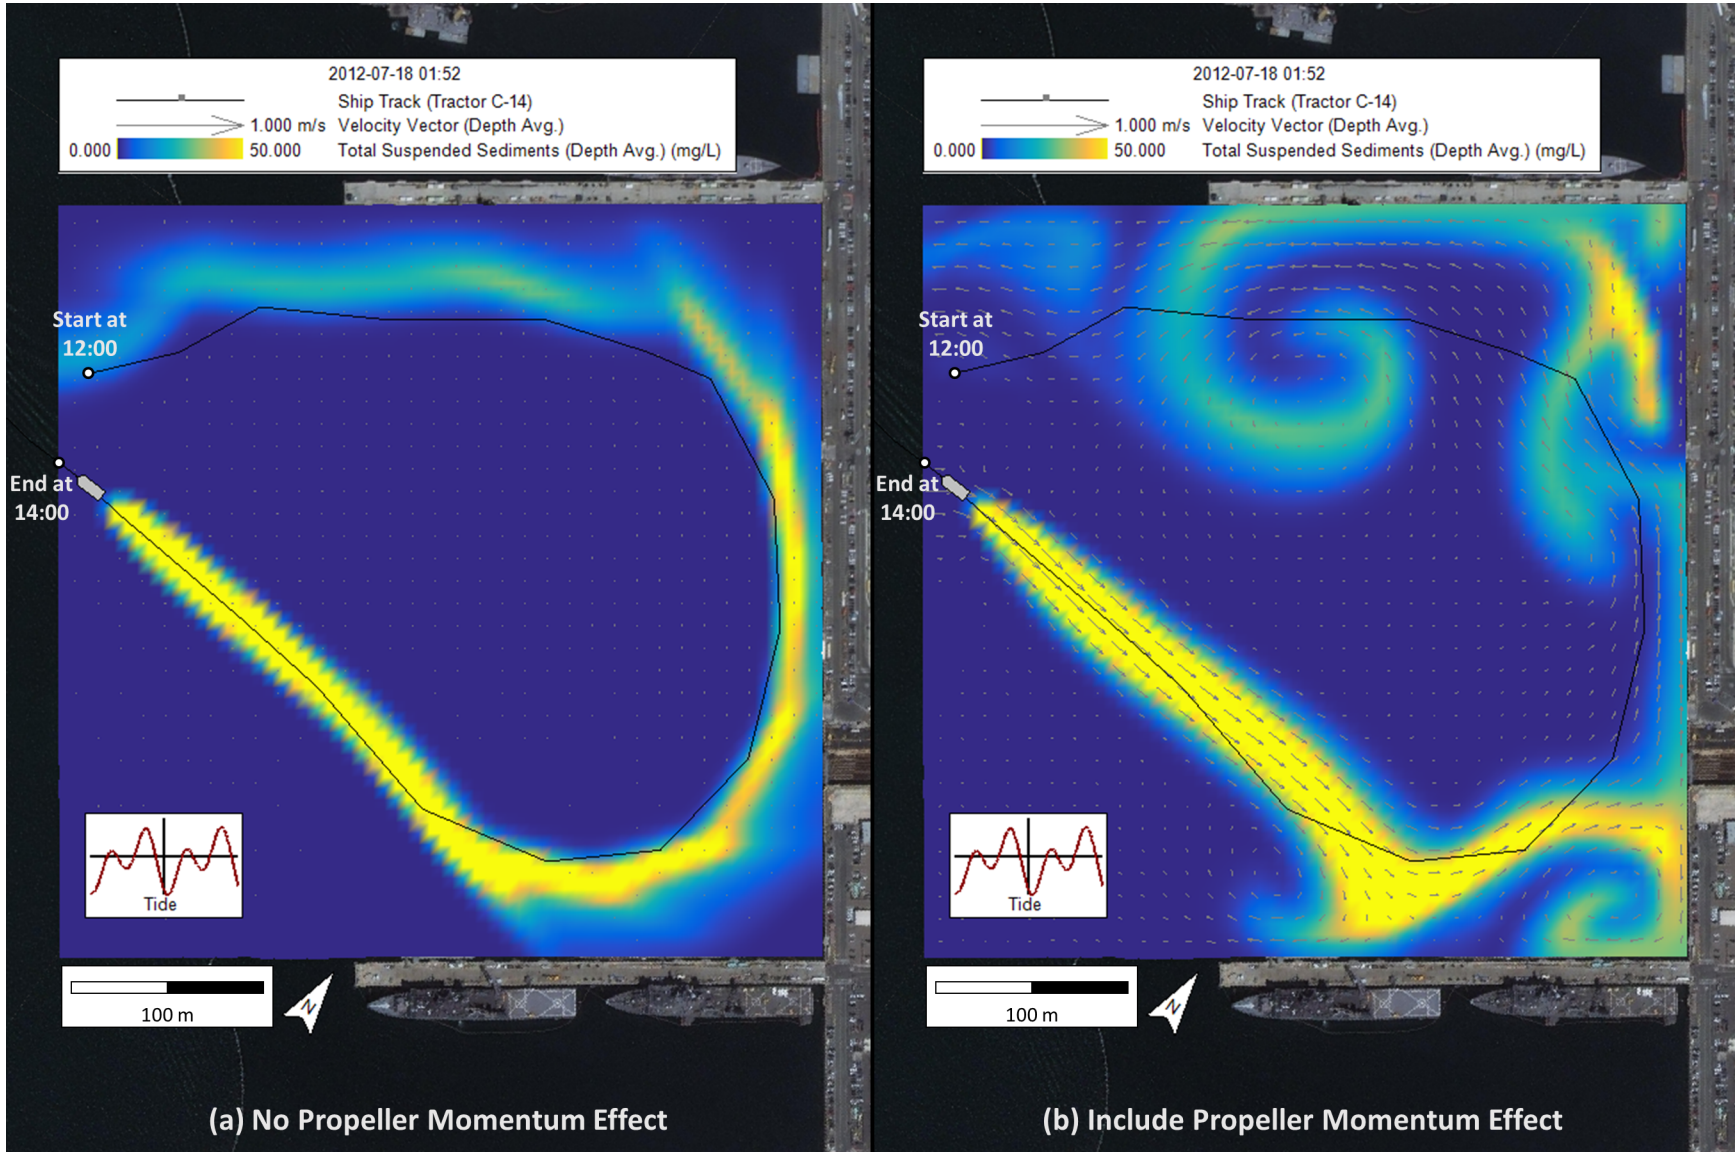 2012-07-18 01:52
Ship Track (Tractor C-14)
1.000 m/s Velocity Vector (Depth Avg.)
0.000 50.000 Total Suspended Sediments (Depth Avg.) (mg/L)
Start at
12:00
End at
14:00
Tide
100 m
N
(a) No Propeller Momentum Effect
2012-07-18 01:52
Ship Track (Tractor C-14)
1.000 m/s Velocity Vector (Depth Avg.)
0.000 50.000 Total Suspended Sediments (Depth Avg.) (mg/L)
Start at
12:00
End at
14:00
Tide
100 m
N
(b) Include Propeller Momentum Effect